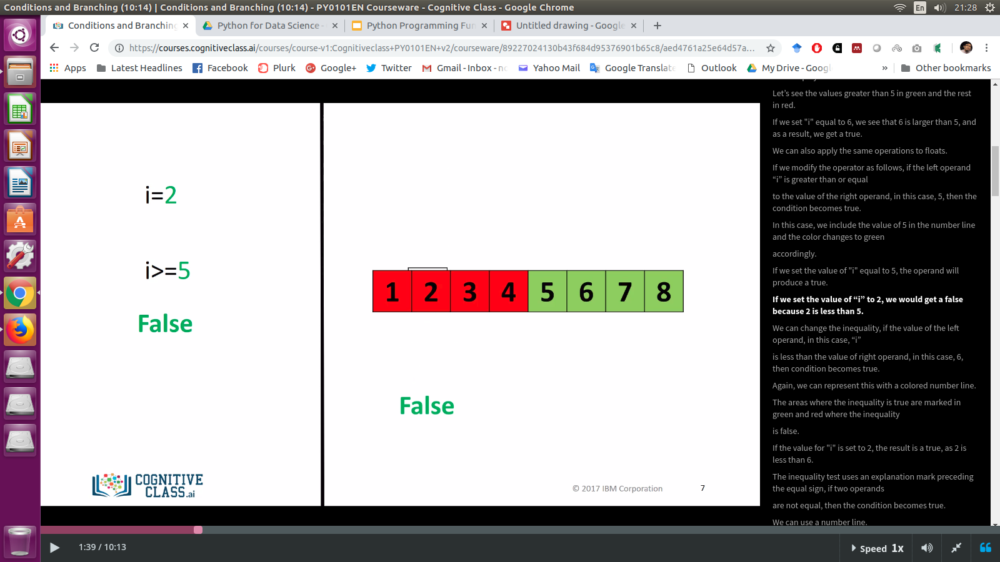 Conditions and Branching (10:14) | Conditions and Branching (10:14) - PY0101EN Courseware - Cognitive Class - Google Chrome
En
21:28
Conditions and Branching
Python for Data Science -
Python Programming Fun
Untitled drawing - Google
https://courses.cognitiveclass.ai/courses/course-v1:Cognitiveclass+PY0101EN+v2/courseware/89227024130b43f684d95376901b65c8/aed4761a25e64d57a...
Apps
Latest Headlines
Facebook
Plurk
Google+
Twitter
Gmail - Inbox - no
Yahoo Mail
Google Translate
Outlook
My Drive - Googl
»
Other bookmarks
i=2
i>=5
False
1 2 3 4 5 6 7 8
False
COGNITIVE
CLASS.ai
© 2017 IBM Corporation
7
Let’s see the values greater than 5 in green and the rest
in red.
If we set "i" equal to 6, we see that 6 is larger than 5, and
as a result, we get a true.
We can also apply the same operations to floats.
If we modify the operator as follows, if the left operand
“i” is greater than or equal
to the value of the right operand, in this case, 5, then the
condition becomes true.
In this case, we include the value of 5 in the number line
and the color changes to green
accordingly.
If we set the value of "i" equal to 5, the operand will
produce a true.
If we set the value of “i” to 2, we would get a false
because 2 is less than 5.
We can change the inequality, if the value of the left
operand, in this case, “i”
is less than the value of right operand, in this case, 6,
then condition becomes true.
Again, we can represent this with a colored number line.
The areas where the inequality is true are marked in
green and red where the inequality
is false.
If the value for "i" is set to 2, the result is a true, as 2 is
less than 6.
The inequality test uses an explanation mark preceding
the equal sign, if two operands
are not equal, then the condition becomes true.
We can use a number line.
1:39 / 10:13
Speed 1x